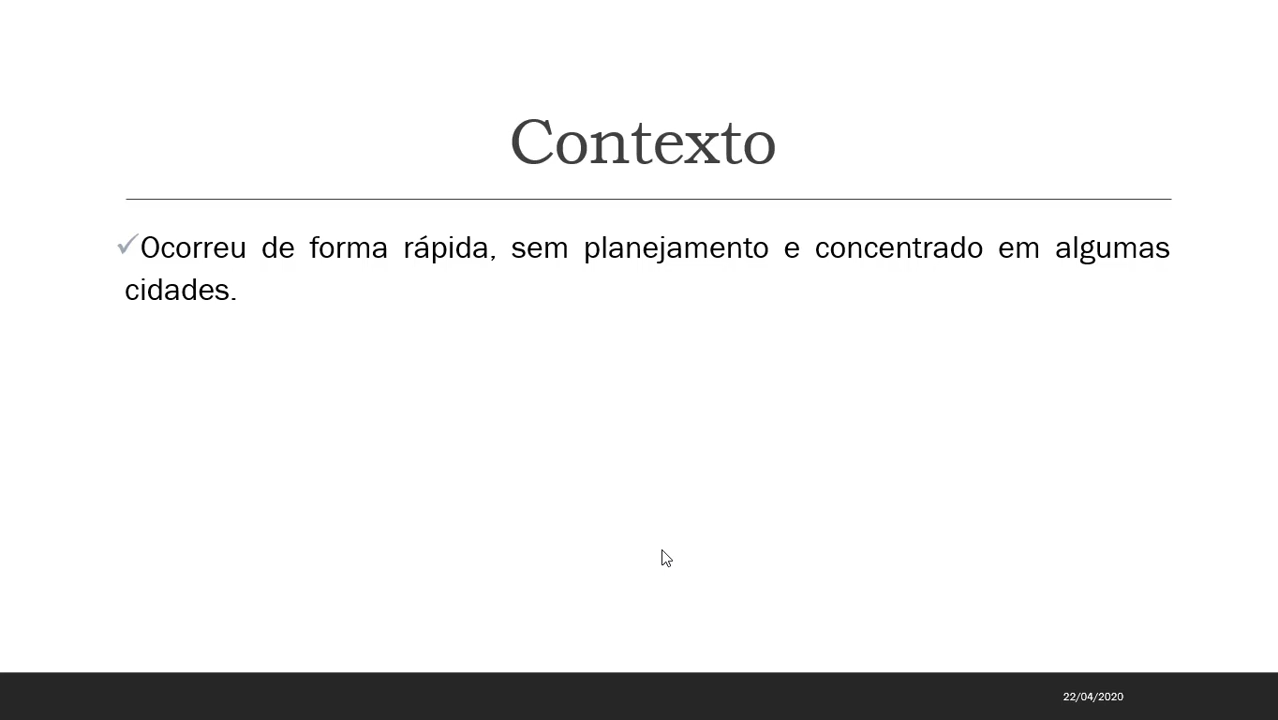 Contexto
✓Ocorreu de forma rápida, sem planejamento e concentrado em algumas
cidades.
22/04/2020